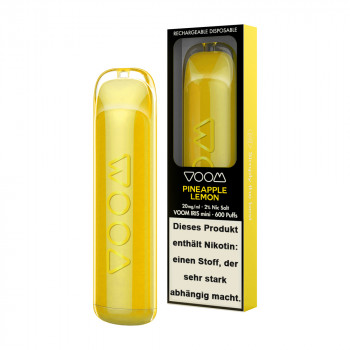 RECHARGEABLE DISPOSABLE
VOOM
VOOM
VOOM
PINEAPPLE
LEMON
20mg/ml - 2% Nic Salt
VOOM IRIS mini - 600 Puffs
Dieses Produkt
enthält Nikotin:
einen Stoff, der
sehr stark
abhängig macht.